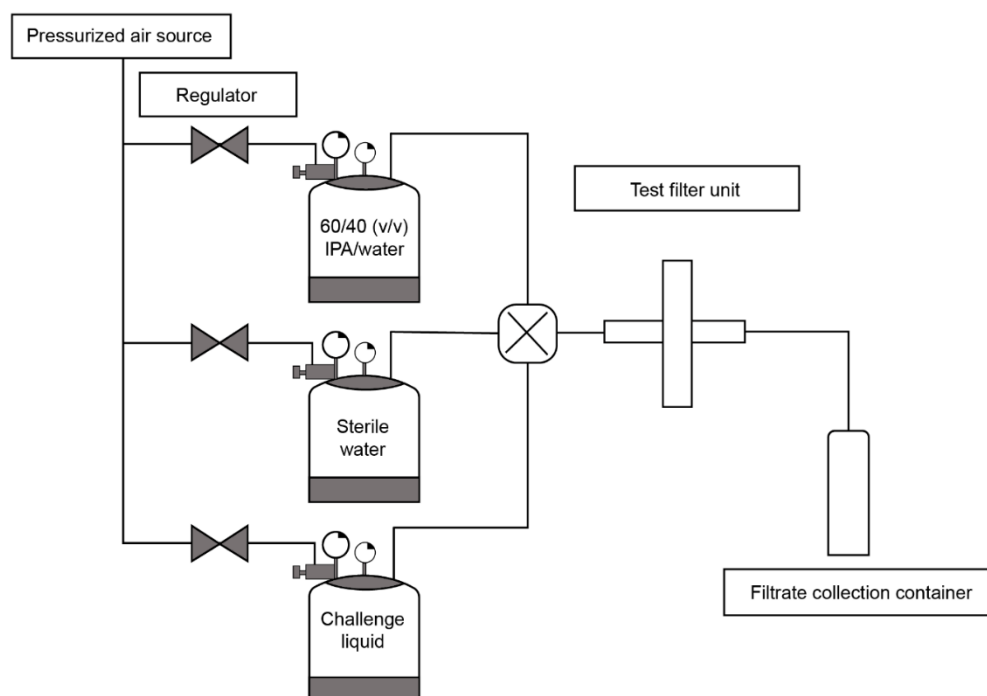 Pressurized air source
Regulator
60/40 (v/v)
IPA/water
Test filter unit
Sterile
water
Filtrate collection container
Challenge
liquid